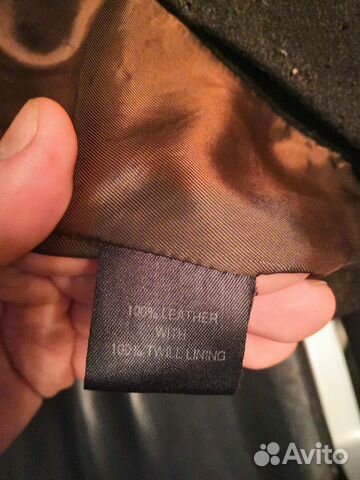 100% LEATHER
WITH
100% TWILL LINING
Avito